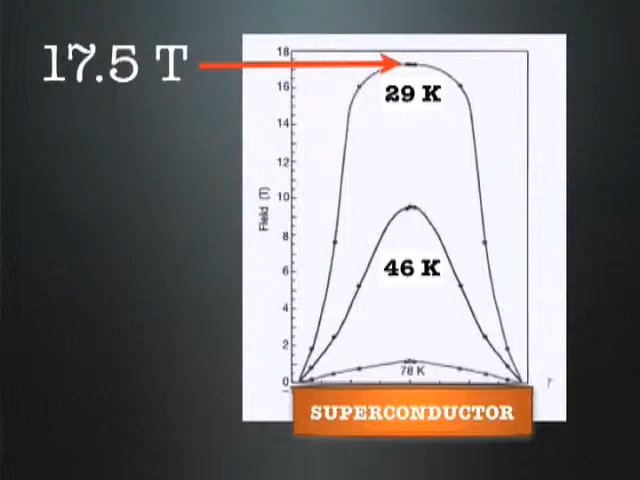 17.5 T
18
16
14
12
10
8
6
4
2
0
Field (T)
29 K
46 K
78 K
SUPERCONDUCTOR